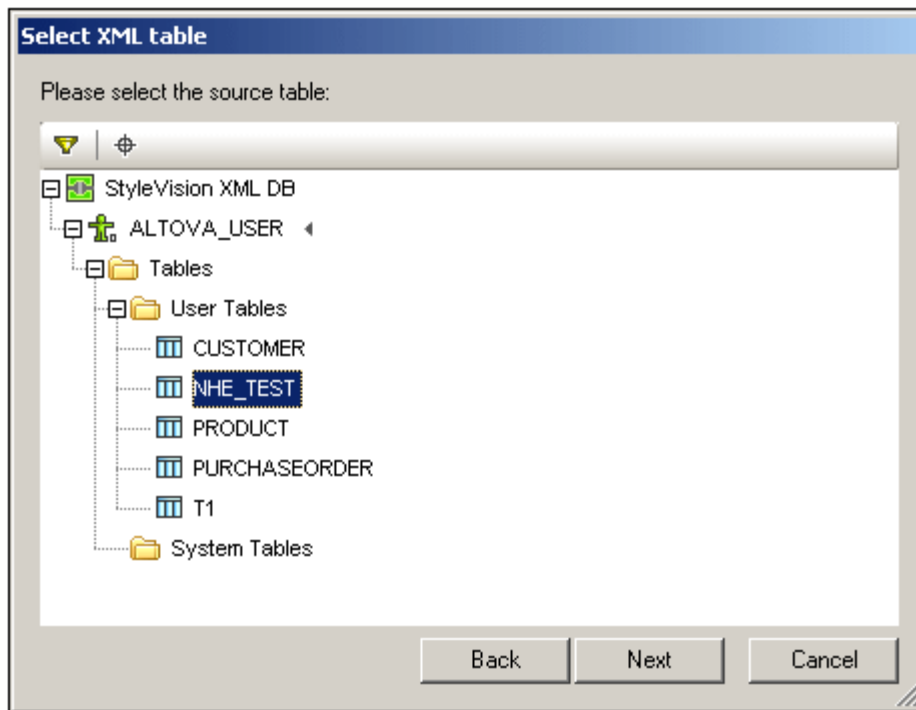 Select XML table
Please select the source table:
StyleVision XML DB
ALTOVA_USER
Tables
User Tables
CUSTOMER
NHE_TEST
PRODUCT
PURCHASEORDER
T1
System Tables
Back Next Cancel